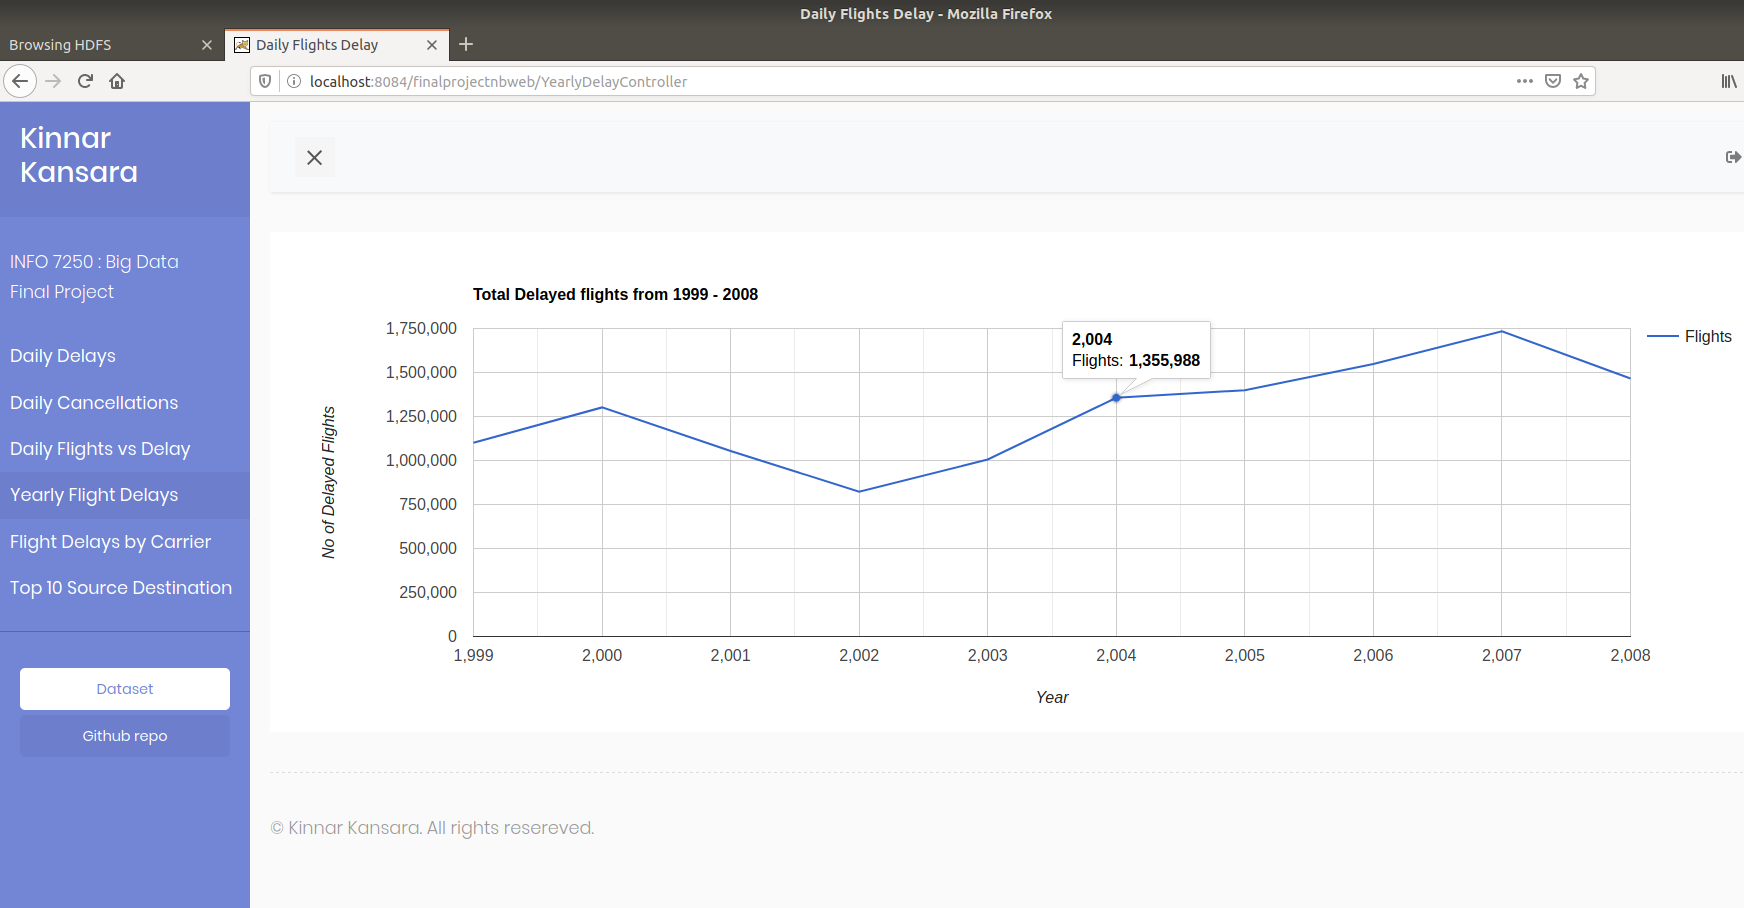 Daily Flights Delay - Mozilla Firefox
Browsing HDFS
Daily Flights Delay
localhost:8084/finalprojectnbweb/YearlyDelayController
Kinnar
Kansara
INFO 7250 : Big Data
Final Project
Daily Delays
Daily Cancellations
Daily Flights vs Delay
Yearly Flight Delays
Flight Delays by Carrier
Top 10 Source Destination
Dataset
Github repo
Total Delayed flights from 1999 - 2008
1,750,000
1,500,000
1,250,000
1,000,000
750,000
500,000
250,000
0
No of Delayed Flights
2,004
Flights: 1,355,988
Flights
1,999 2,000 2,001 2,002 2,003 2,004 2,005 2,006 2,007 2,008
Year
© Kinnar Kansara. All rights resereved.